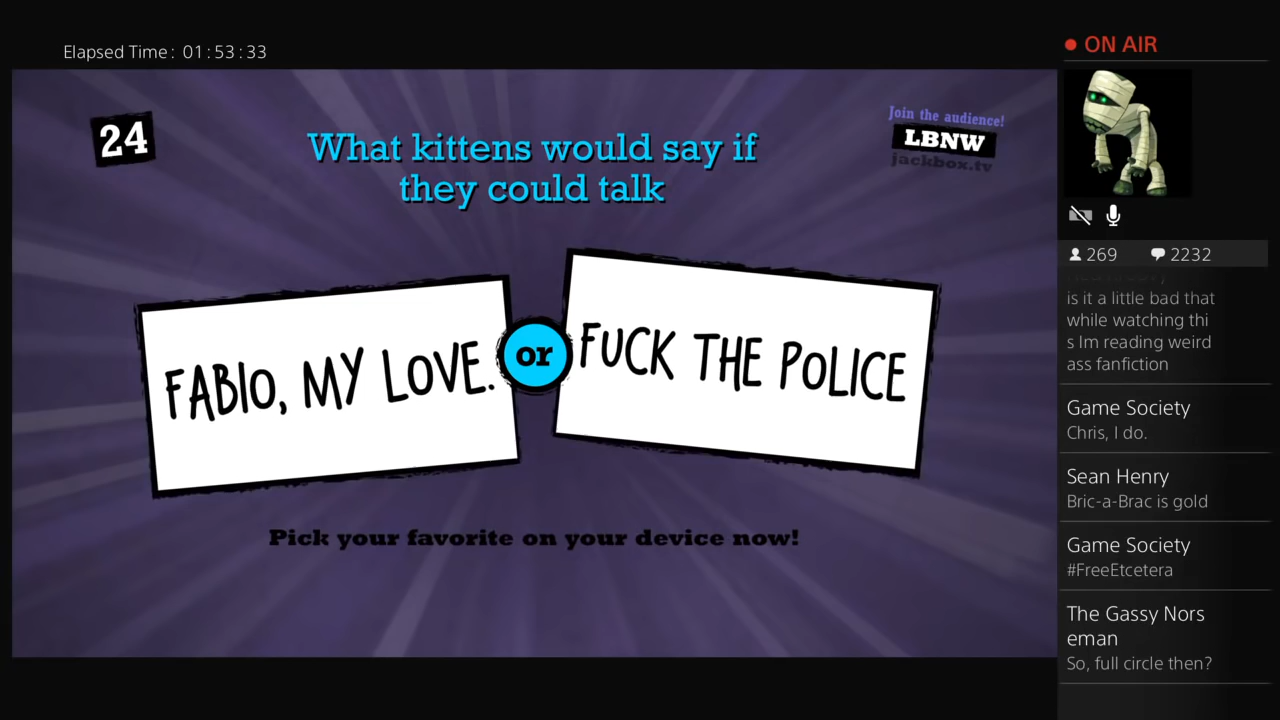 Elapsed Time: 01:53:33
ON AIR
24
What kittens would say if
they could talk
Join the audience!
LBNW
jackbox.tv
FABIO, MY LOVE.
or
FUCK THE POLICE
Pick your favorite on your device now!
269 2232
is it a little bad that
while watching thi
s Im reading weird
ass fanfiction
Game Society
Chris, I do.
Sean Henry
Bric-a-Brac is gold
Game Society
#FreeEtcetera
The Gassy Nors
eman
So, full circle then?